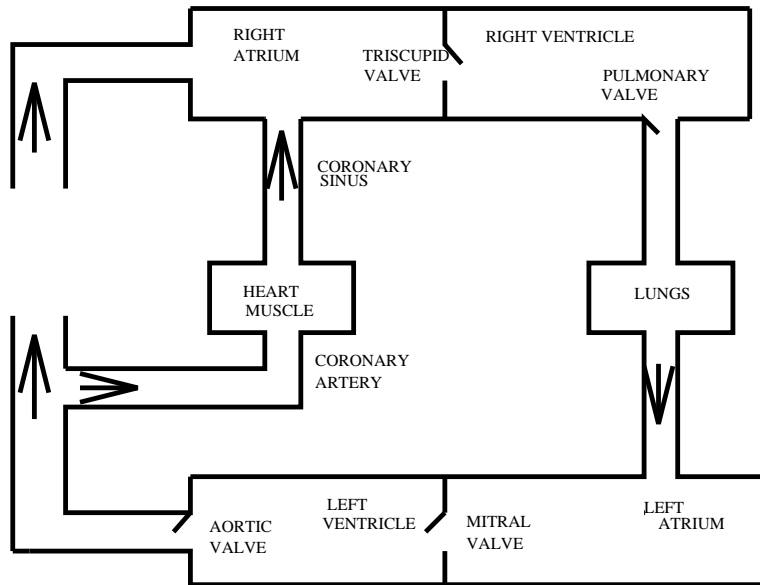 RIGHT
ATRIUM
TRISCUPID
VALVE
RIGHT VENTRICLE
PULMONARY
VALVE
CORONARY
SINUS
HEART
MUSCLE
LUNGS
CORONARY
ARTERY
AORTIC
VALVE
LEFT
VENTRICLE
MITRAL
VALVE
LEFT
ATRIUM